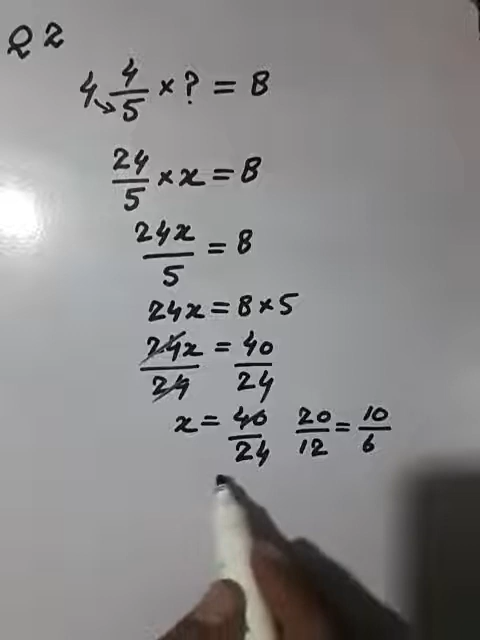 Q 2
4 4/5 × ? = 8
24/5 × x = 8
24x/5 = 8
24x = 8 × 5
24x/24 = 40/24
x = 40/24 20/12 = 10/6